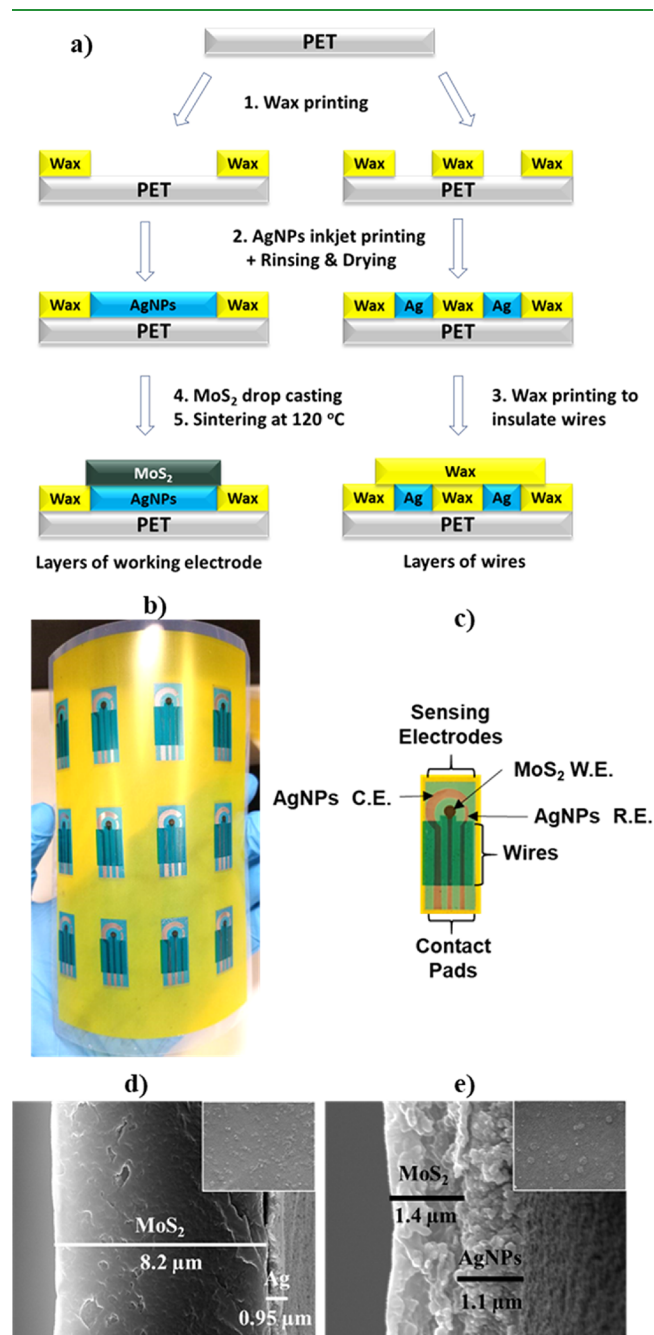 a)
PET
1. Wax printing
Wax
Wax
PET
Wax
Wax
Wax
PET
2. AgNPs inkjet printing
+ Rinsing & Drying
Wax
AgNPs
Wax
PET
Wax
Ag
Wax
Ag
Wax
PET
4. MoS₂ drop casting
5. Sintering at 120 °C
3. Wax printing to
insulate wires
MoS₂
Wax
AgNPs
Wax
PET
Wax
Wax
Ag
Wax
Ag
Wax
PET
Layers of working electrode
Layers of wires
b)
c)
Sensing
Electrodes
MoS₂ W.E.
AgNPs C.E.
AgNPs R.E.
Wires
Contact
Pads
d)
e)
MoS₂
8.2 μm
Ag
0.95 μm
MoS₂
1.4 μm
AgNPs
1.1 μm